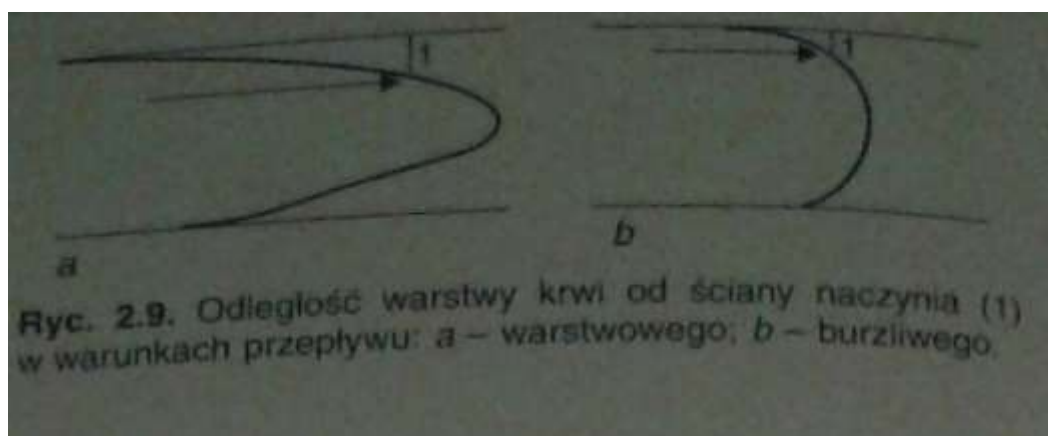 1
1
a
b
Ryc. 2.9. Odległość warstwy krwi od ściany naczynia (1)
w warunkach przepływu: a – warstwowego; b – burzliwego.